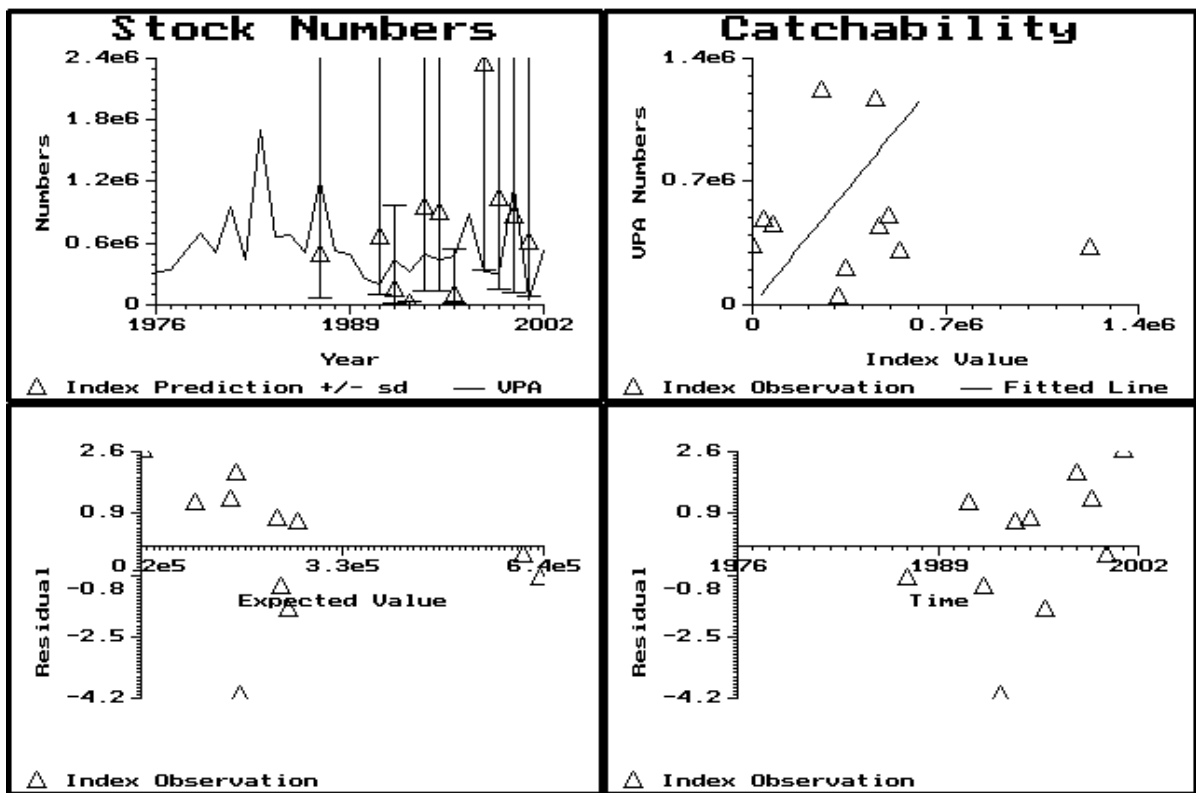 Stock Numbers
2.4e6
1.8e6
1.2e6
0.6e6
0
Numbers
1976 1989 2002
Year
Index Prediction +/- sd VPA
Catchability
1.4e6
0.7e6
0
VPA Numbers
0 0.7e6 1.4e6
Index Value
Index Observation Fitted Line
2.6
0.9
-0.8
-2.5
-4.2
Residual
3.3e5 6.4e5
Expected Value
Index Observation
2.6
0.9
-0.8
-2.5
-4.2
Residual
1976 1989 2002
Time
Index Observation